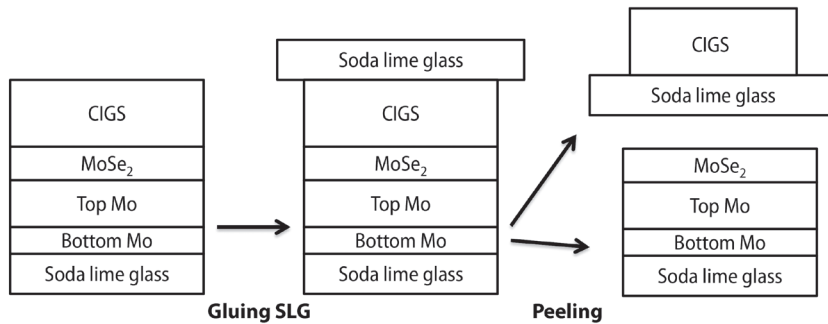 CIGS
MoSe₂
Top Mo
Bottom Mo
Soda lime glass
Gluing SLG
Soda lime glass
CIGS
MoSe₂
Top Mo
Bottom Mo
Soda lime glass
Peeling
CIGS
Soda lime glass
MoSe₂
Top Mo
Bottom Mo
Soda lime glass